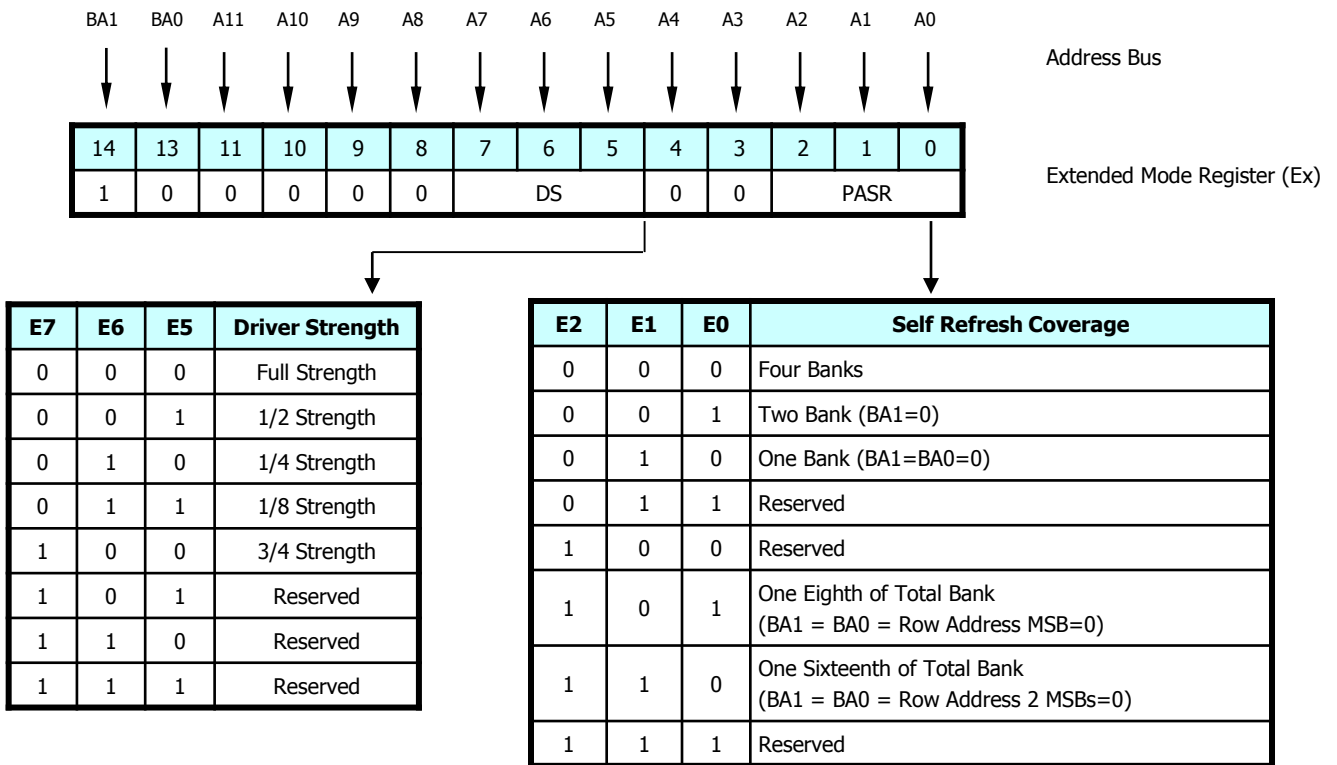 BA1 BA0 A11 A10 A9 A8 A7 A6 A5 A4 A3 A2 A1 A0
Address Bus
14 13 11 10 9 8 7 6 5 4 3 2 1 0
1 0 0 0 0 0 DS 0 0 PASR
Extended Mode Register (Ex)
E7 E6 E5 Driver Strength
0 0 0 Full Strength
0 0 1 1/2 Strength
0 1 0 1/4 Strength
0 1 1 1/8 Strength
1 0 0 3/4 Strength
1 0 1 Reserved
1 1 0 Reserved
1 1 1 Reserved
E2 E1 E0 Self Refresh Coverage
0 0 0 Four Banks
0 0 1 Two Bank (BA1=0)
0 1 0 One Bank (BA1=BA0=0)
0 1 1 Reserved
1 0 0 Reserved
1 0 1 One Eighth of Total Bank
(BA1 = BA0 = Row Address MSB=0)
1 1 0 One Sixteenth of Total Bank
(BA1 = BA0 = Row Address 2 MSBs=0)
1 1 1 Reserved